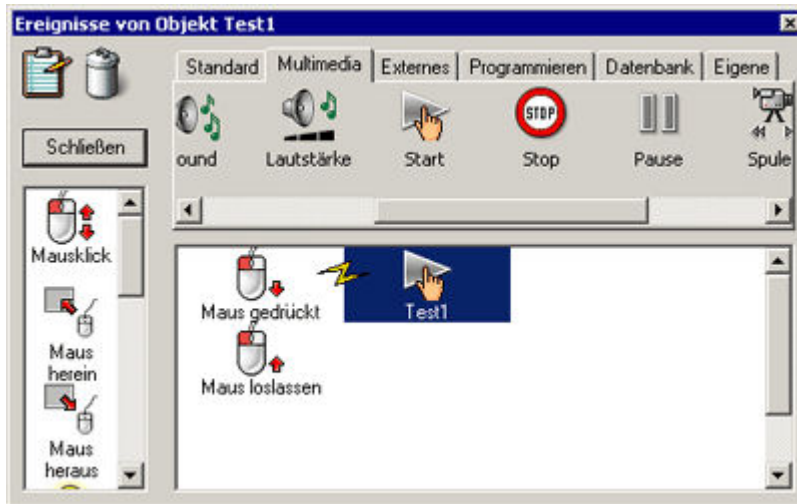 Ereignisse von Objekt Test1
Standard Multimedia Externes Programmieren Datenbank Eigene
Schließen
ound Lautstärke Start STOP Stop Pause Spule
Mausklick
Maus
herein
Maus
heraus
Maus gedrückt Test1
Maus loslassen